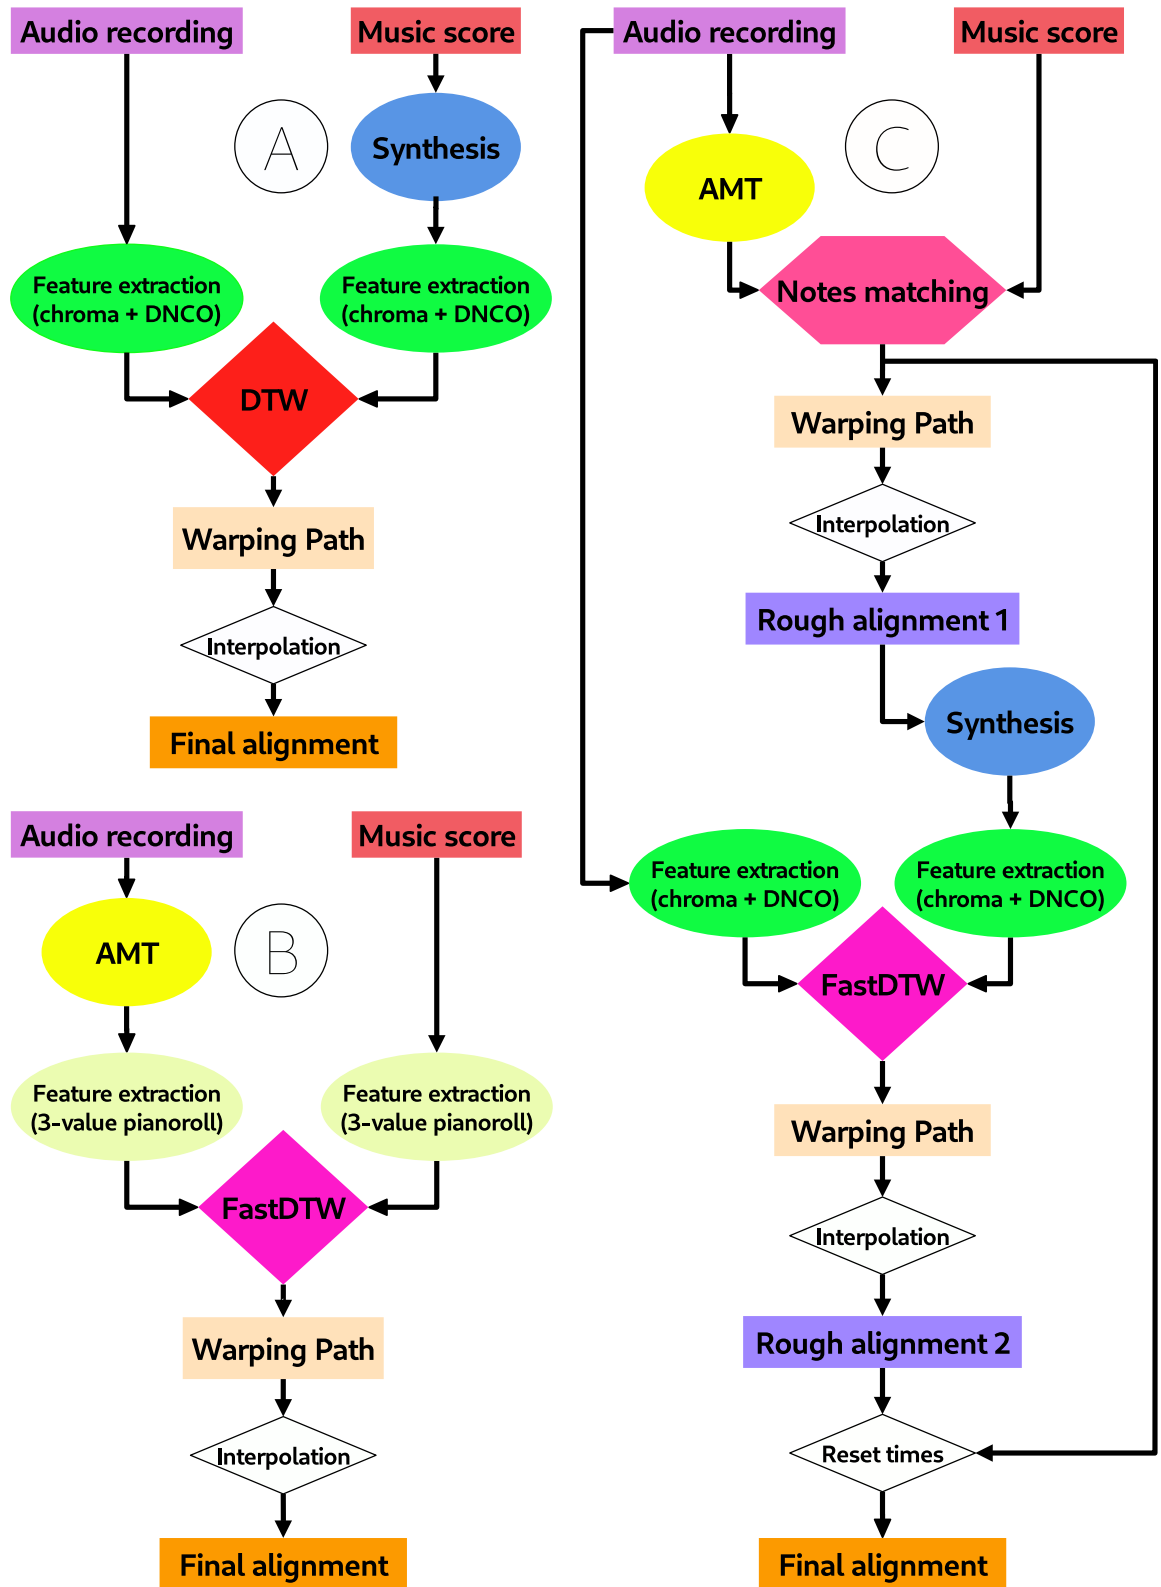 Audio recording
Music score
A
Synthesis
Feature extraction
(chroma + DNCO)
Feature extraction
(chroma + DNCO)
DTW
Warping Path
Interpolation
Final alignment
Audio recording
Music score
AMT
B
Feature extraction
(3-value pianoroll)
Feature extraction
(3-value pianoroll)
FastDTW
Warping Path
Interpolation
Final alignment
Audio recording
Music score
C
AMT
Notes matching
Warping Path
Interpolation
Rough alignment 1
Synthesis
Feature extraction
(chroma + DNCO)
Feature extraction
(chroma + DNCO)
FastDTW
Warping Path
Interpolation
Rough alignment 2
Reset times
Final alignment